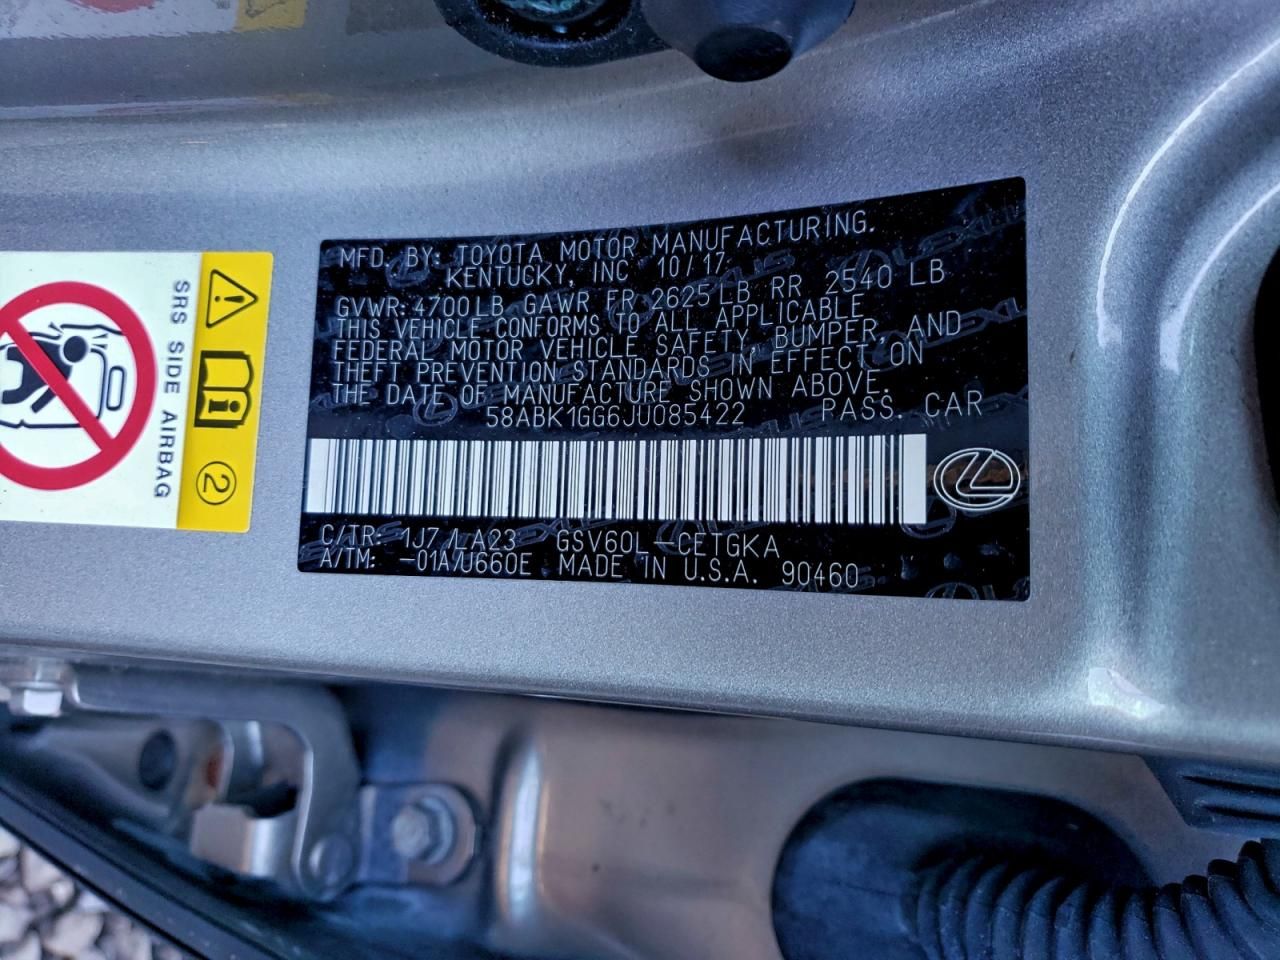 MFD. BY: TOYOTA MOTOR MANUFACTURING.
KENTUCKY, INC 10/17
GVWR: 4700LB GAWR FR 2625LB RR 2540 LB
THIS VEHICLE CONFORMS TO ALL APPLICABLE
FEDERAL MOTOR VEHICLE SAFETY, BUMPER, AND
THEFT PREVENTION STANDARDS IN EFFECT ON
THE DATE OF MANUFACTURE SHOWN ABOVE.
58ABK1GG6JU085422 PASS. CAR
C/TR: 1J7 /LA23 GSV60L-CETGKA
A/TM: -01A/U660E MADE IN U.S.A. 90460
SRS SIDE AIRBAG
2